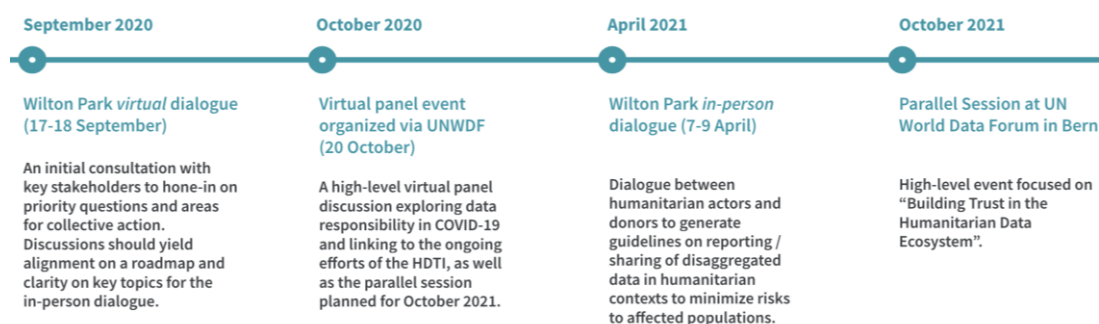 September 2020
Wilton Park virtual dialogue
(17-18 September)
An initial consultation with
key stakeholders to hone-in on
priority questions and areas
for collective action.
Discussions should yield
alignment on a roadmap and
clarity on key topics for the
in-person dialogue.
October 2020
Virtual panel event
organized via UNWDF
(20 October)
A high-level virtual panel
discussion exploring data
responsibility in COVID-19
and linking to the ongoing
efforts of the HDTI, as well
as the parallel session
planned for October 2021.
April 2021
Wilton Park in-person
dialogue (7-9 April)
Dialogue between
humanitarian actors and
donors to generate
guidelines on reporting /
sharing of disaggregated
data in humanitarian
contexts to minimize risks
to affected populations.
October 2021
Parallel Session at UN
World Data Forum in Bern
High-level event focused on
“Building Trust in the
Humanitarian Data
Ecosystem”.